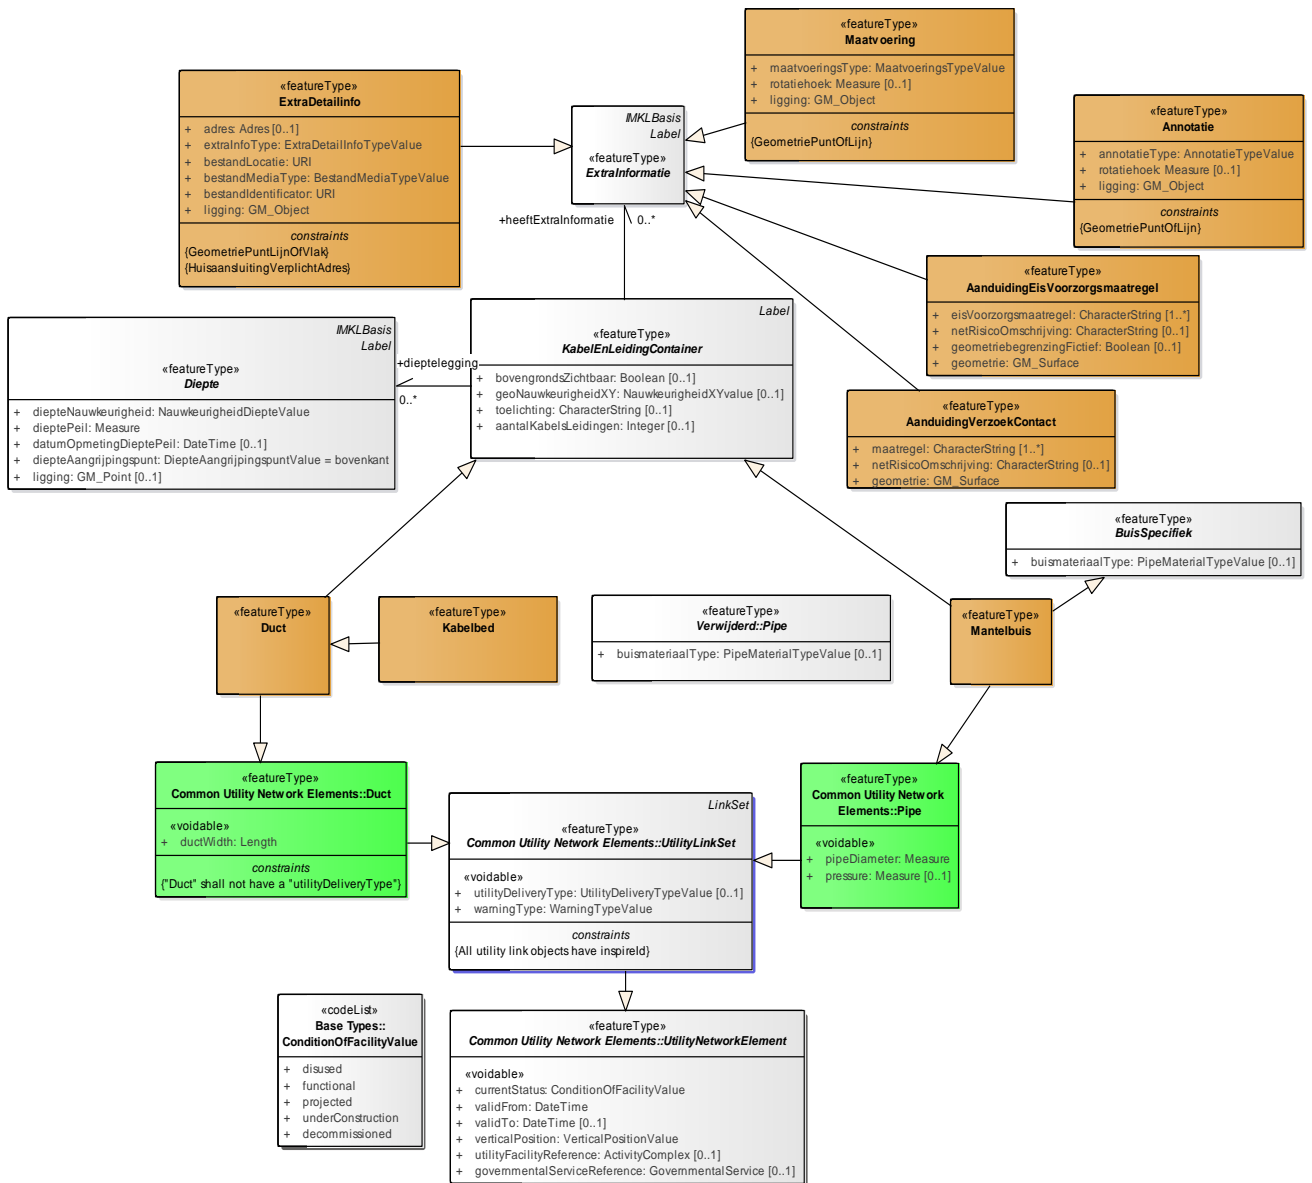 «featureType»
Maatvoering
+ maatvoeringsType: MaatvoeringsTypeValue
+ rotatiehoek: Measure [0..1]
+ ligging: GM_Object
constraints
{GeometriePuntOfLijn}
«featureType»
ExtraDetailinfo
+ adres: Adres [0..1]
+ extraInfoType: ExtraDetailInfoTypeValue
+ bestandLocatie: URI
+ bestandMediaType: BestandMediaTypeValue
+ bestandIdentificator: URI
+ ligging: GM_Object
constraints
{GeometriePuntLijnOfVlak}
{HuisaansluitingVerplichtAdres}
IMKLBasis
Label
«featureType»
ExtraInformatie
«featureType»
Annotatie
+ annotatieType: AnnotatieTypeValue
+ rotatiehoek: Measure [0..1]
+ ligging: GM_Object
constraints
{GeometriePuntOfLijn}
+heeftExtraInformatie
0..*
«featureType»
AanduidingEisVoorzorgsmaatregel
+ eisVoorzorgsmaatregel: CharacterString [1..*]
+ netRisicoOmschrijving: CharacterString [0..1]
+ geometriebegrenzingFictief: Boolean [0..1]
+ geometrie: GM_Surface
IMKLBasis
Label
«featureType»
Diepte
+ diepteNauwkeurigheid: NauwkeurigheidDiepteValue
+ dieptePeil: Measure
+ datumOpmetingDieptePeil: DateTime [0..1]
+ diepteAangrijpingspunt: DiepteAangrijpingspuntValue = bovenkant
+ ligging: GM_Point [0..1]
+dieptelegging
0..*
Label
«featureType»
KabelEnLeidingContainer
+ bovengrondsZichtbaar: Boolean [0..1]
+ geoNauwkeurigheidXY: NauwkeurigheidXYvalue [0..1]
+ toelichting: CharacterString [0..1]
+ aantalKabelsLeidingen: Integer [0..1]
«featureType»
AanduidingVerzoekContact
+ maatregel: CharacterString [1..*]
+ netRisicoOmschrijving: CharacterString [0..1]
+ geometrie: GM_Surface
«featureType»
BuisSpecifiek
+ buismateriaalType: PipeMaterialTypeValue [0..1]
«featureType»
Duct
«featureType»
Kabelbed
«featureType»
Verwijderd::Pipe
+ buismateriaalType: PipeMaterialTypeValue [0..1]
«featureType»
Mantelbuis
«featureType»
Common Utility Network Elements::Duct
«voidable»
+ ductWidth: Length
constraints
{"Duct" shall not have a "utilityDeliveryType"}
LinkSet
«featureType»
Common Utility Network Elements::UtilityLinkSet
«voidable»
+ utilityDeliveryType: UtilityDeliveryTypeValue [0..1]
+ warningType: WarningTypeValue
constraints
{All utility link objects have inspireId}
«featureType»
Common Utility Network
Elements::Pipe
«voidable»
+ pipeDiameter: Measure
+ pressure: Measure [0..1]
«codeList»
Base Types::
ConditionOfFacilityValue
+ disused
+ functional
+ projected
+ underConstruction
+ decommissioned
«featureType»
Common Utility Network Elements::UtilityNetworkElement
«voidable»
+ currentStatus: ConditionOfFacilityValue
+ validFrom: DateTime
+ validTo: DateTime [0..1]
+ verticalPosition: VerticalPositionValue
+ utilityFacilityReference: ActivityComplex [0..1]
+ governmentalServiceReference: GovernmentalService [0..1]